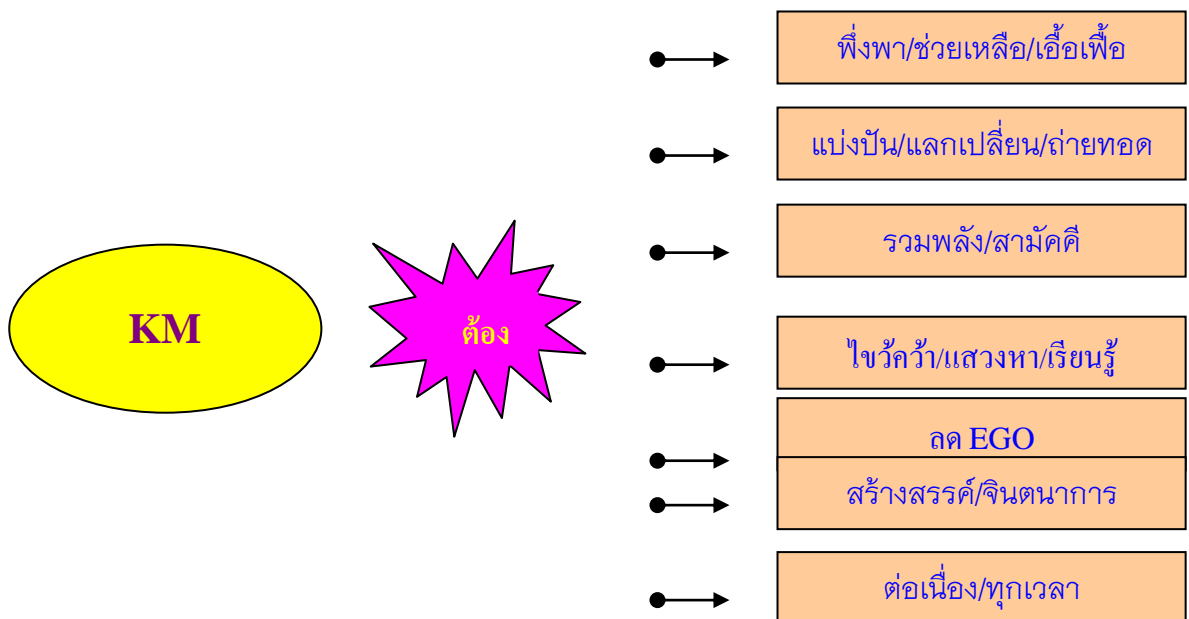 พึ่งพา/ช่วยเหลือ/เอื้อเฟื้อ
แบ่งปัน/แลกเปลี่ยน/ถ่ายทอด
รวมพลัง/สามัคคี
KM
ต้อง
ไขว้คว้า/แสวงหา/เรียนรู้
ลด EGO
สร้างสรรค์/จินตนาการ
ต่อเนื่อง/ทุกเวลา